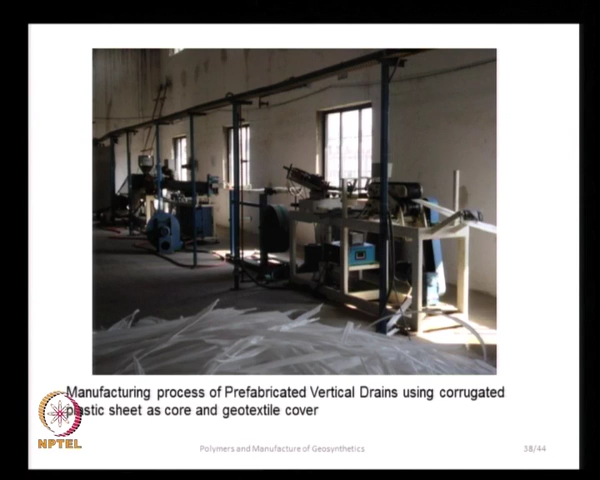 Manufacturing process of Prefabricated Vertical Drains using corrugated
plastic sheet as core and geotextile cover
NPTEL
Polymers and Manufacture of Geosynthetics
38/44